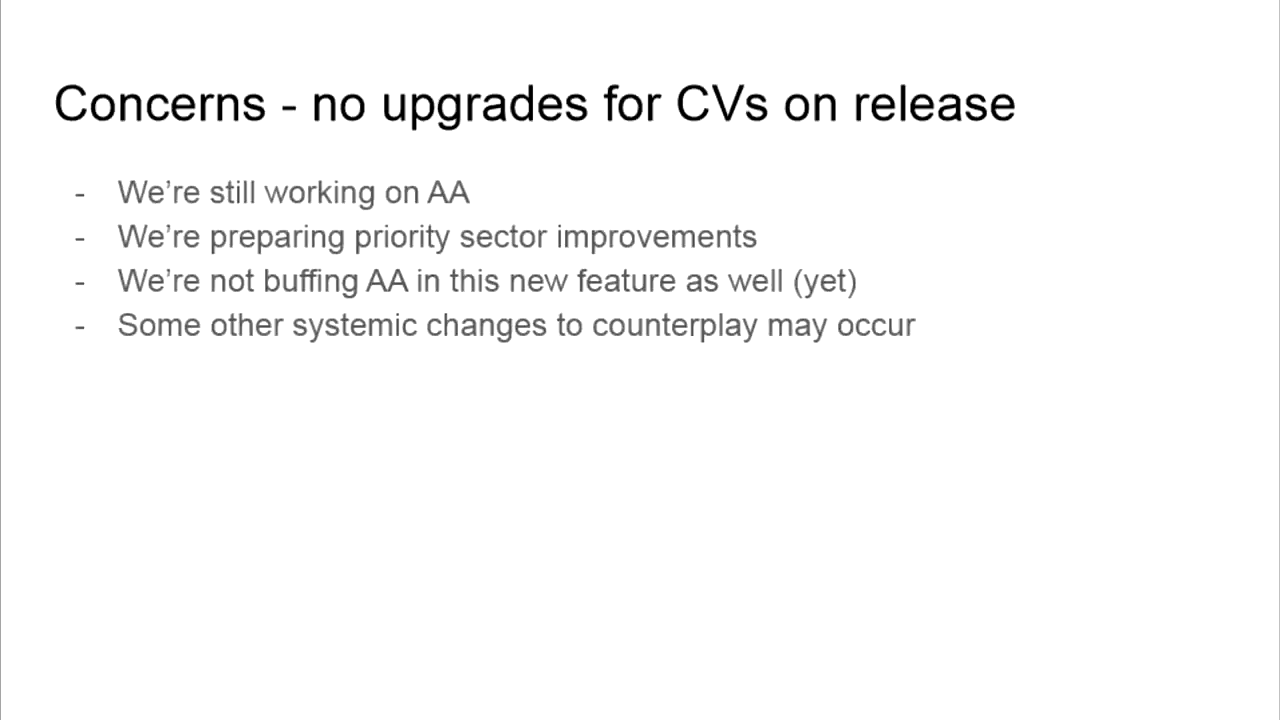 Concerns - no upgrades for CVs on release
- We’re still working on AA
- We’re preparing priority sector improvements
- We’re not buffing AA in this new feature as well (yet)
- Some other systemic changes to counterplay may occur